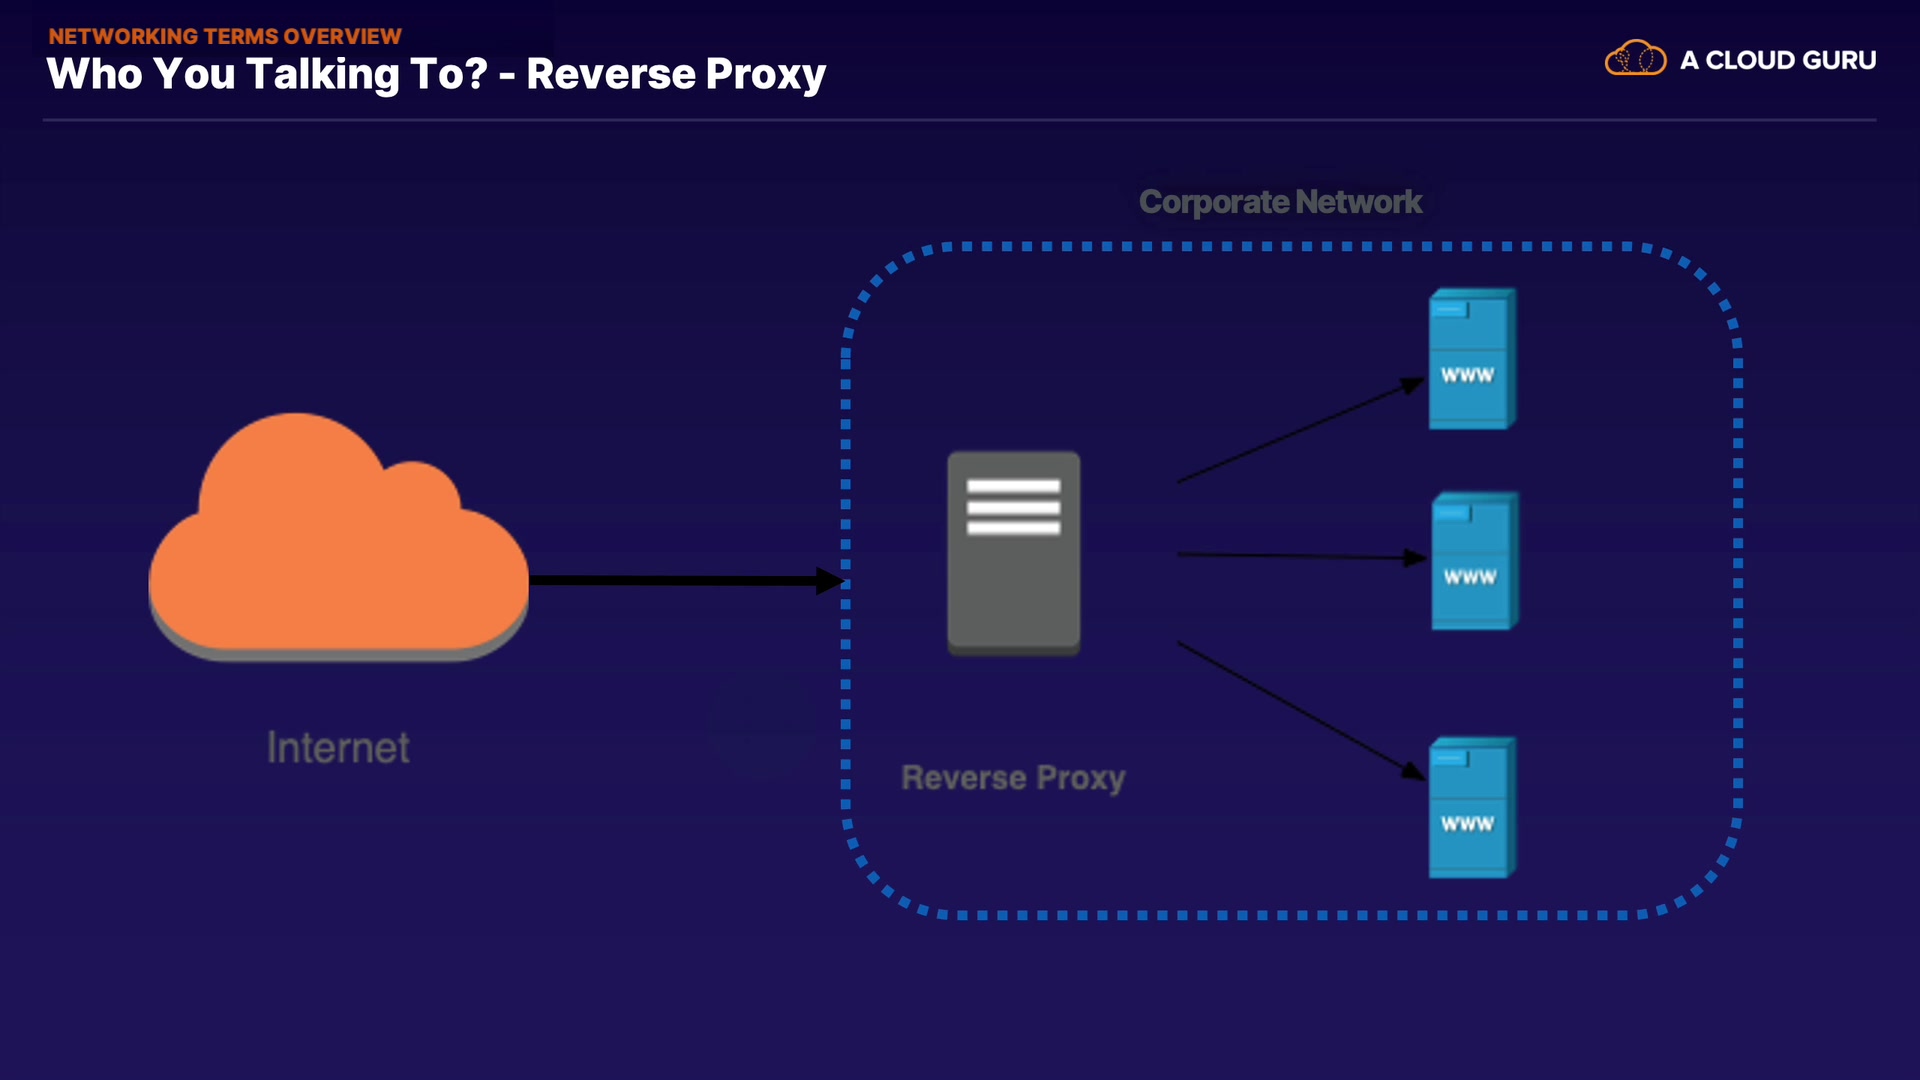 NETWORKING TERMS OVERVIEW
Who You Talking To? - Reverse Proxy
A CLOUD GURU
Corporate Network
www
www
Internet
Reverse Proxy
www